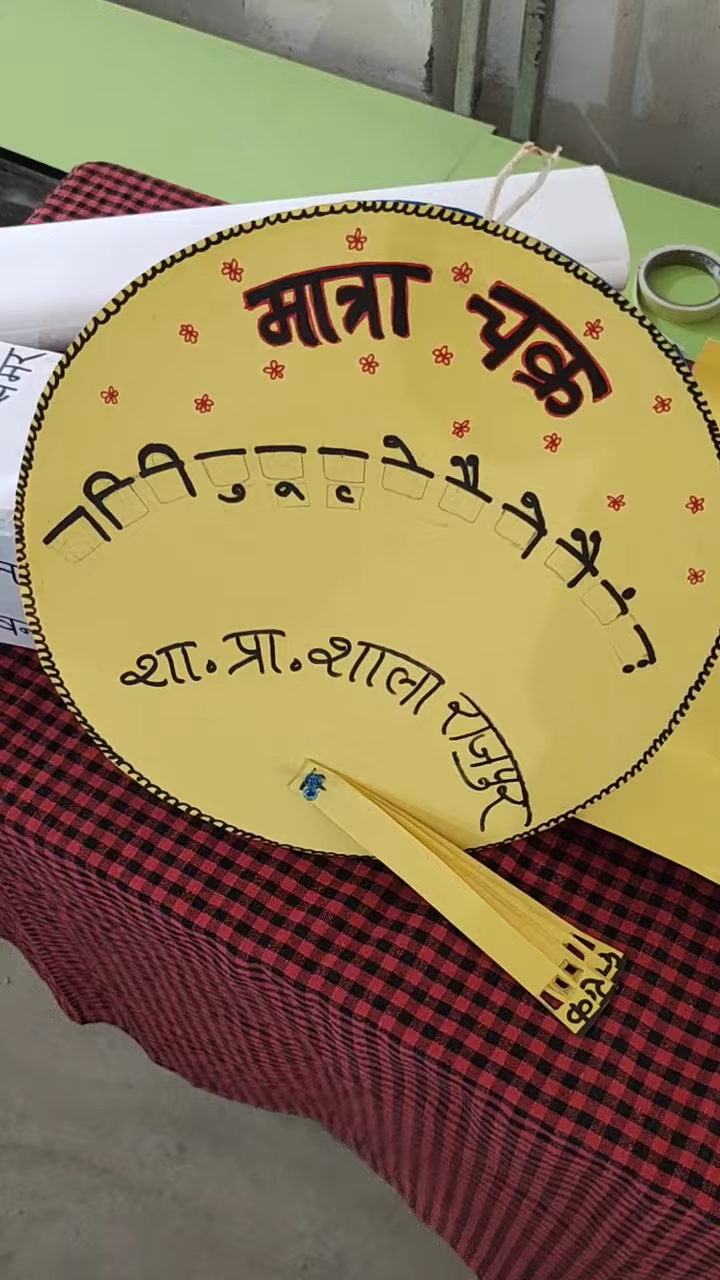 मात्रा चक्र
ा ि ी ु ू ृ े ै ो ौ ं ः
शा. प्रा. शाला राजपुर
क